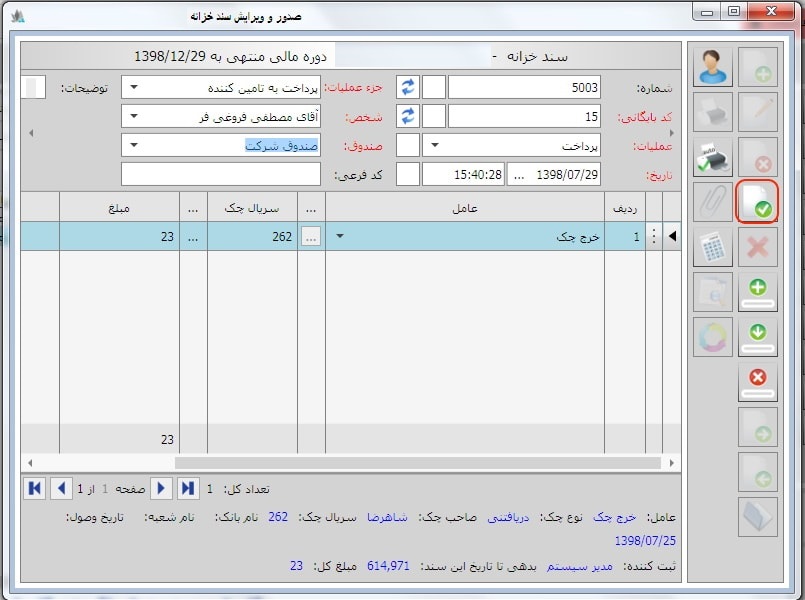 صدور و ویرایش سند خزانه
سند خزانه - دوره مالی منتهی به 1398/12/29
شماره: 5003 جزء عملیات: پرداخت به تامین کننده توضیحات:
کد بایگانی: 15 شخص: آقای مصطفی فروغی فر
عملیات: پرداخت صندوق: صندوق شرکت
تاریخ: 1398/07/29 ... 15:40:28 کد فرعی:
ردیف عامل ... سریال چک ... مبلغ
1 خرج چک ... 262 ... 23
23
تعداد کل: 1 صفحه 1 از 1
عامل: خرج چک نوع چک: دریافتنی صاحب چک: شاهرضا سریال چک: 262 نام بانک: نام شعبه: تاریخ وصول:
1398/07/25
ثبت کننده: مدیر سیستم بدهی تا تاریخ این سند: 614,971 مبلغ کل: 23